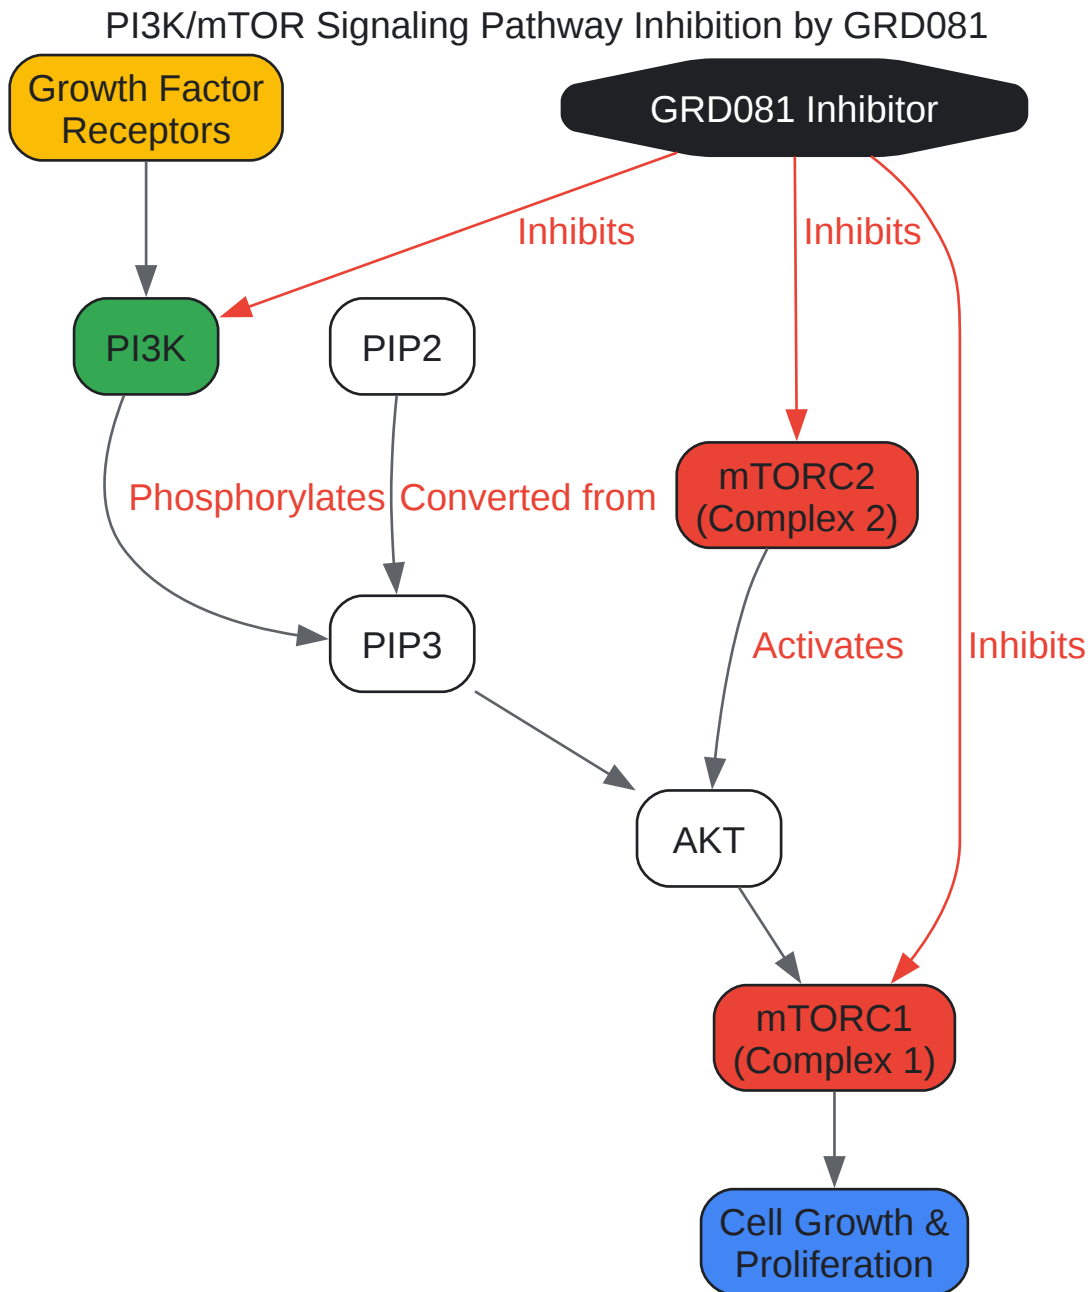 PI3K/mTOR Signaling Pathway Inhibition by GRD081
Growth Factor
Receptors
GRD081 Inhibitor
Inhibits
Inhibits
PI3K
PIP2
mTORC2
(Complex 2)
Phosphorylates
Converted from
PIP3
Activates
Inhibits
AKT
mTORC1
(Complex 1)
Cell Growth &
Proliferation